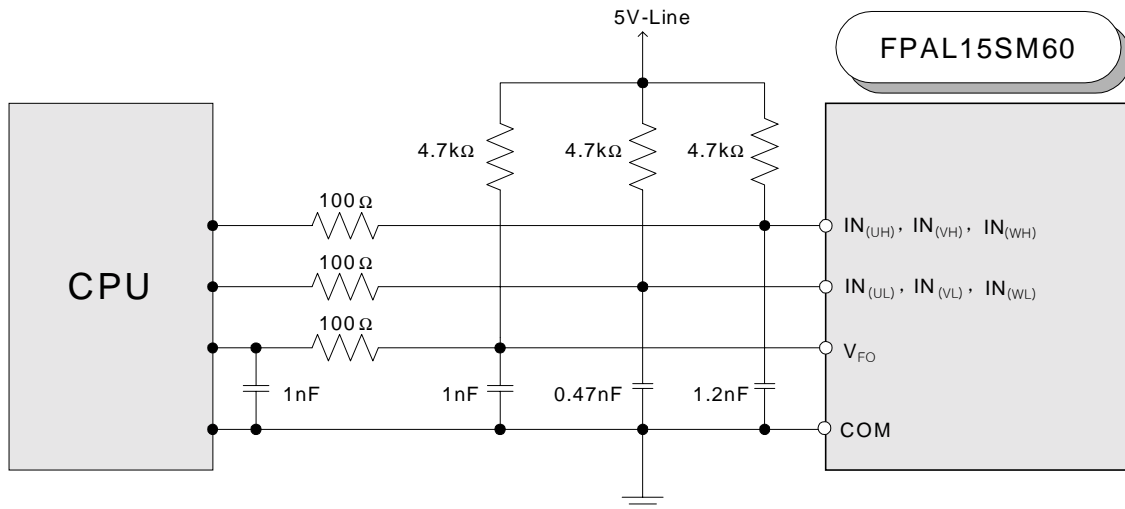 5V-Line
FPAL15SM60
4.7kΩ 4.7kΩ 4.7kΩ
100Ω
IN(UH), IN(VH), IN(WH)
CPU
100Ω
IN(UL), IN(VL), IN(WL)
100Ω
VFO
1nF 1nF 0.47nF 1.2nF
COM